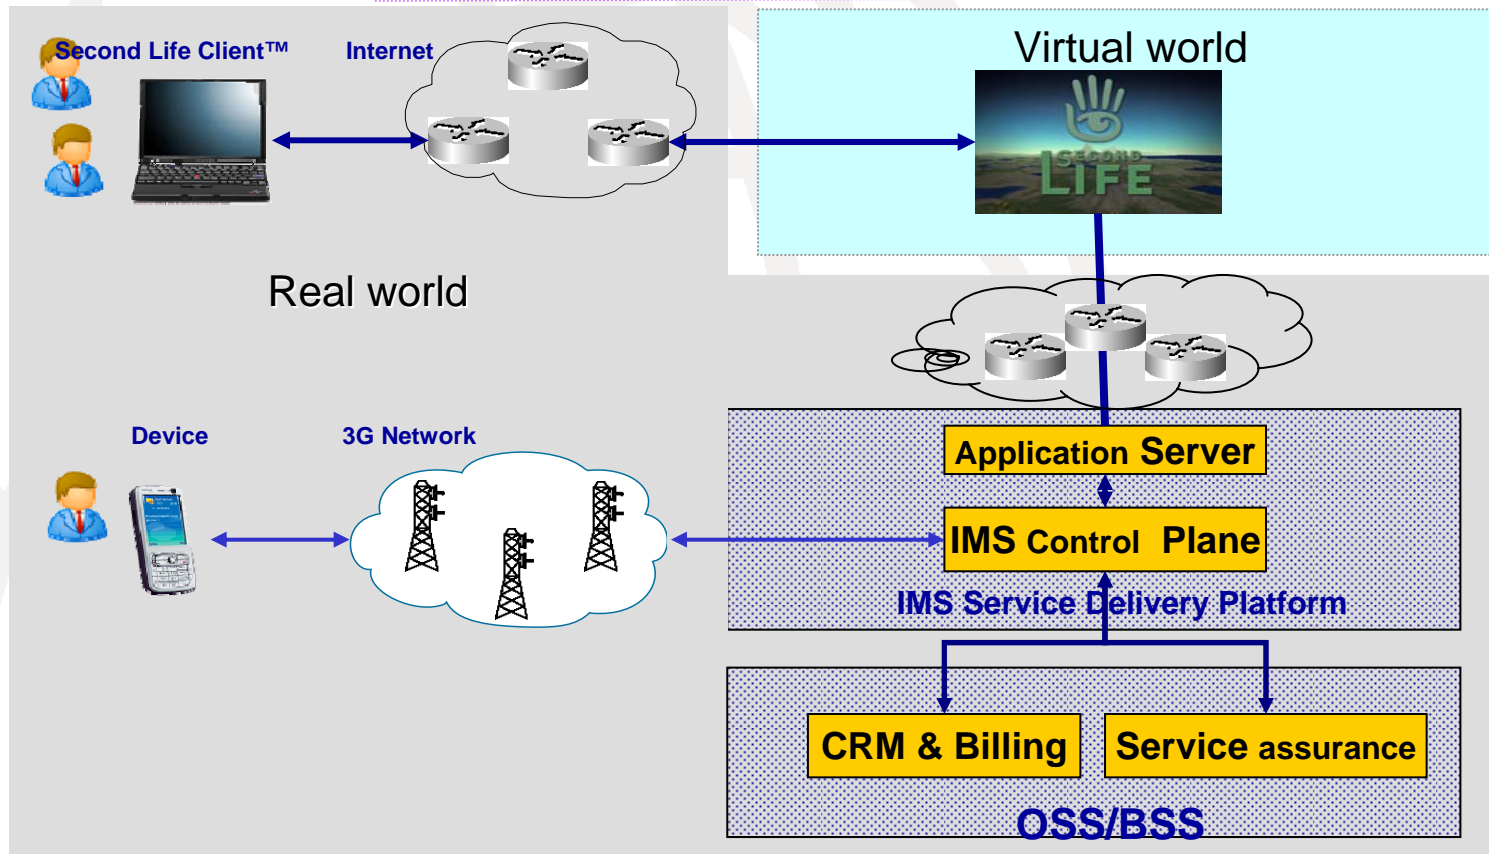 Second Life Client™
Internet
Virtual world
SECOND
LIFE
Real world
Device
3G Network
Application Server
IMS Control Plane
IMS Service Delivery Platform
CRM & Billing
Service assurance
OSS/BSS